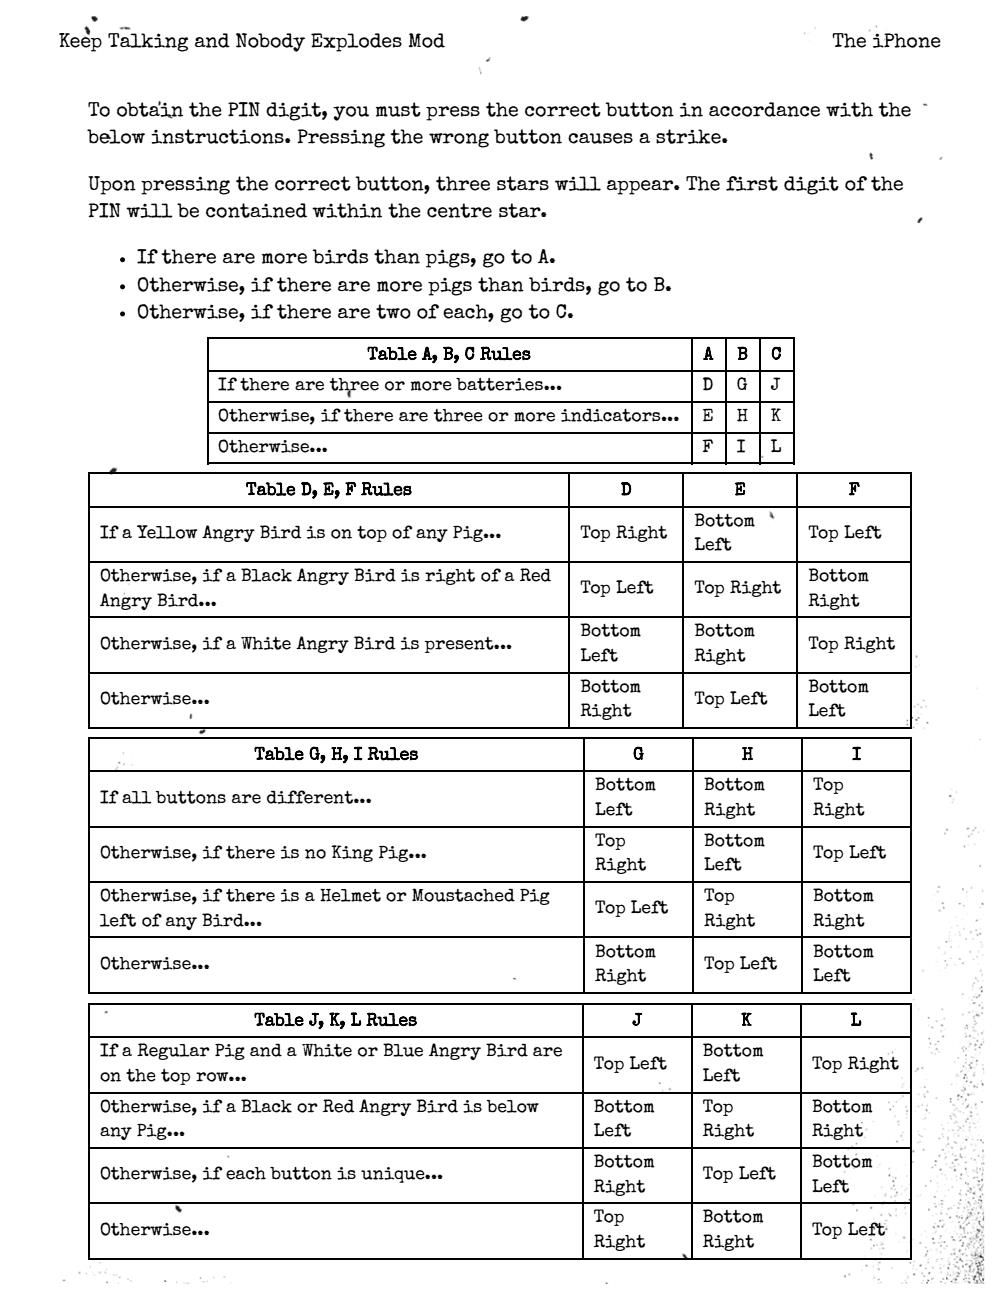 Keep Talking and Nobody Explodes Mod The iPhone
To obtain the PIN digit, you must press the correct button in accordance with the
below instructions. Pressing the wrong button causes a strike.
Upon pressing the correct button, three stars will appear. The first digit of the
PIN will be contained within the centre star.
• If there are more birds than pigs, go to A.
• Otherwise, if there are more pigs than birds, go to B.
• Otherwise, if there are two of each, go to C.
Table A, B, C Rules A B C
If there are three or more batteries... D G J
Otherwise, if there are three or more indicators... E H K
Otherwise... F I L
Table D, E, F Rules D E F
If a Yellow Angry Bird is on top of any Pig... Top Right Bottom Left Top Left
Otherwise, if a Black Angry Bird is right of a Red
Angry Bird... Top Left Top Right Bottom Right
Otherwise, if a White Angry Bird is present... Bottom Left Bottom Right Top Right
Otherwise... Bottom Right Top Left Bottom Left
Table G, H, I Rules G H I
If all buttons are different... Bottom Left Bottom Right Top Right
Otherwise, if there is no King Pig... Top Right Bottom Left Top Left
Otherwise, if there is a Helmet or Moustached Pig
left of any Bird... Top Left Top Right Bottom Right
Otherwise... Bottom Right Top Left Bottom Left
Table J, K, L Rules J K L
If a Regular Pig and a White or Blue Angry Bird are
on the top row... Top Left Bottom Left Top Right
Otherwise, if a Black or Red Angry Bird is below
any Pig... Bottom Left Top Right Bottom Right
Otherwise, if each button is unique... Bottom Right Top Left Bottom Left
Otherwise... Top Right Bottom Right Top Left